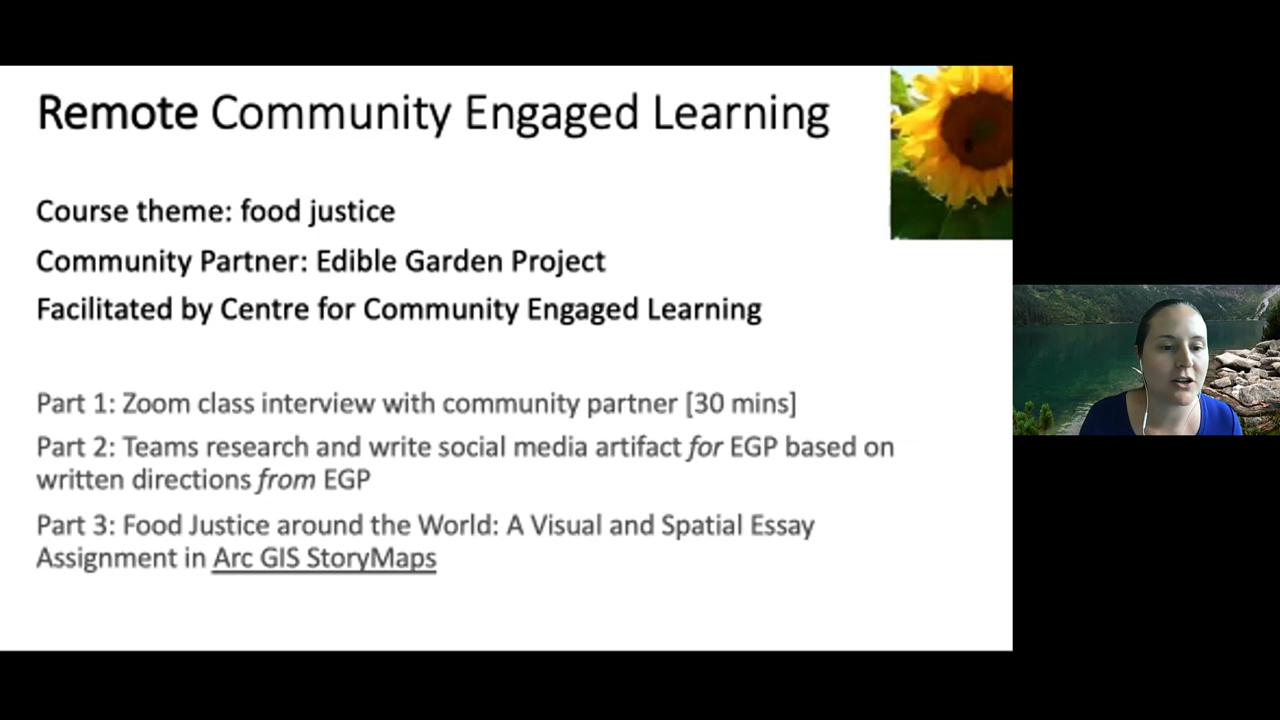 Remote Community Engaged Learning
Course theme: food justice
Community Partner: Edible Garden Project
Facilitated by Centre for Community Engaged Learning
Part 1: Zoom class interview with community partner [30 mins]
Part 2: Teams research and write social media artifact for EGP based on
written directions from EGP
Part 3: Food Justice around the World: A Visual and Spatial Essay
Assignment in Arc GIS StoryMaps